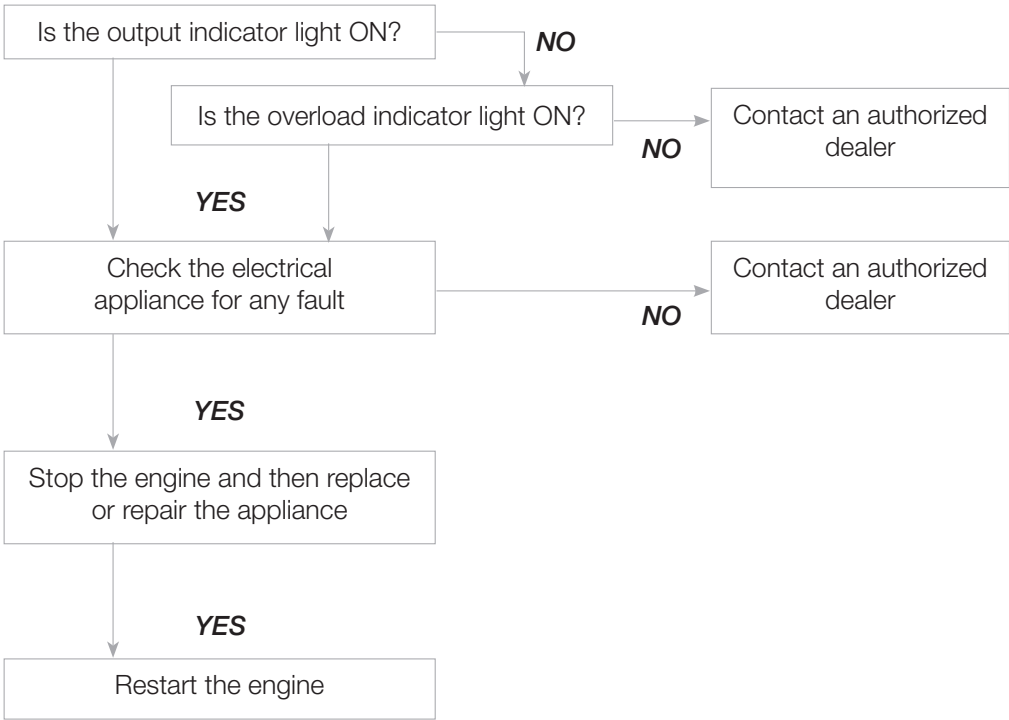 Is the output indicator light ON?
NO
Is the overload indicator light ON?
NO
Contact an authorized
dealer
YES
Check the electrical
appliance for any fault
NO
Contact an authorized
dealer
YES
Stop the engine and then replace
or repair the appliance
YES
Restart the engine